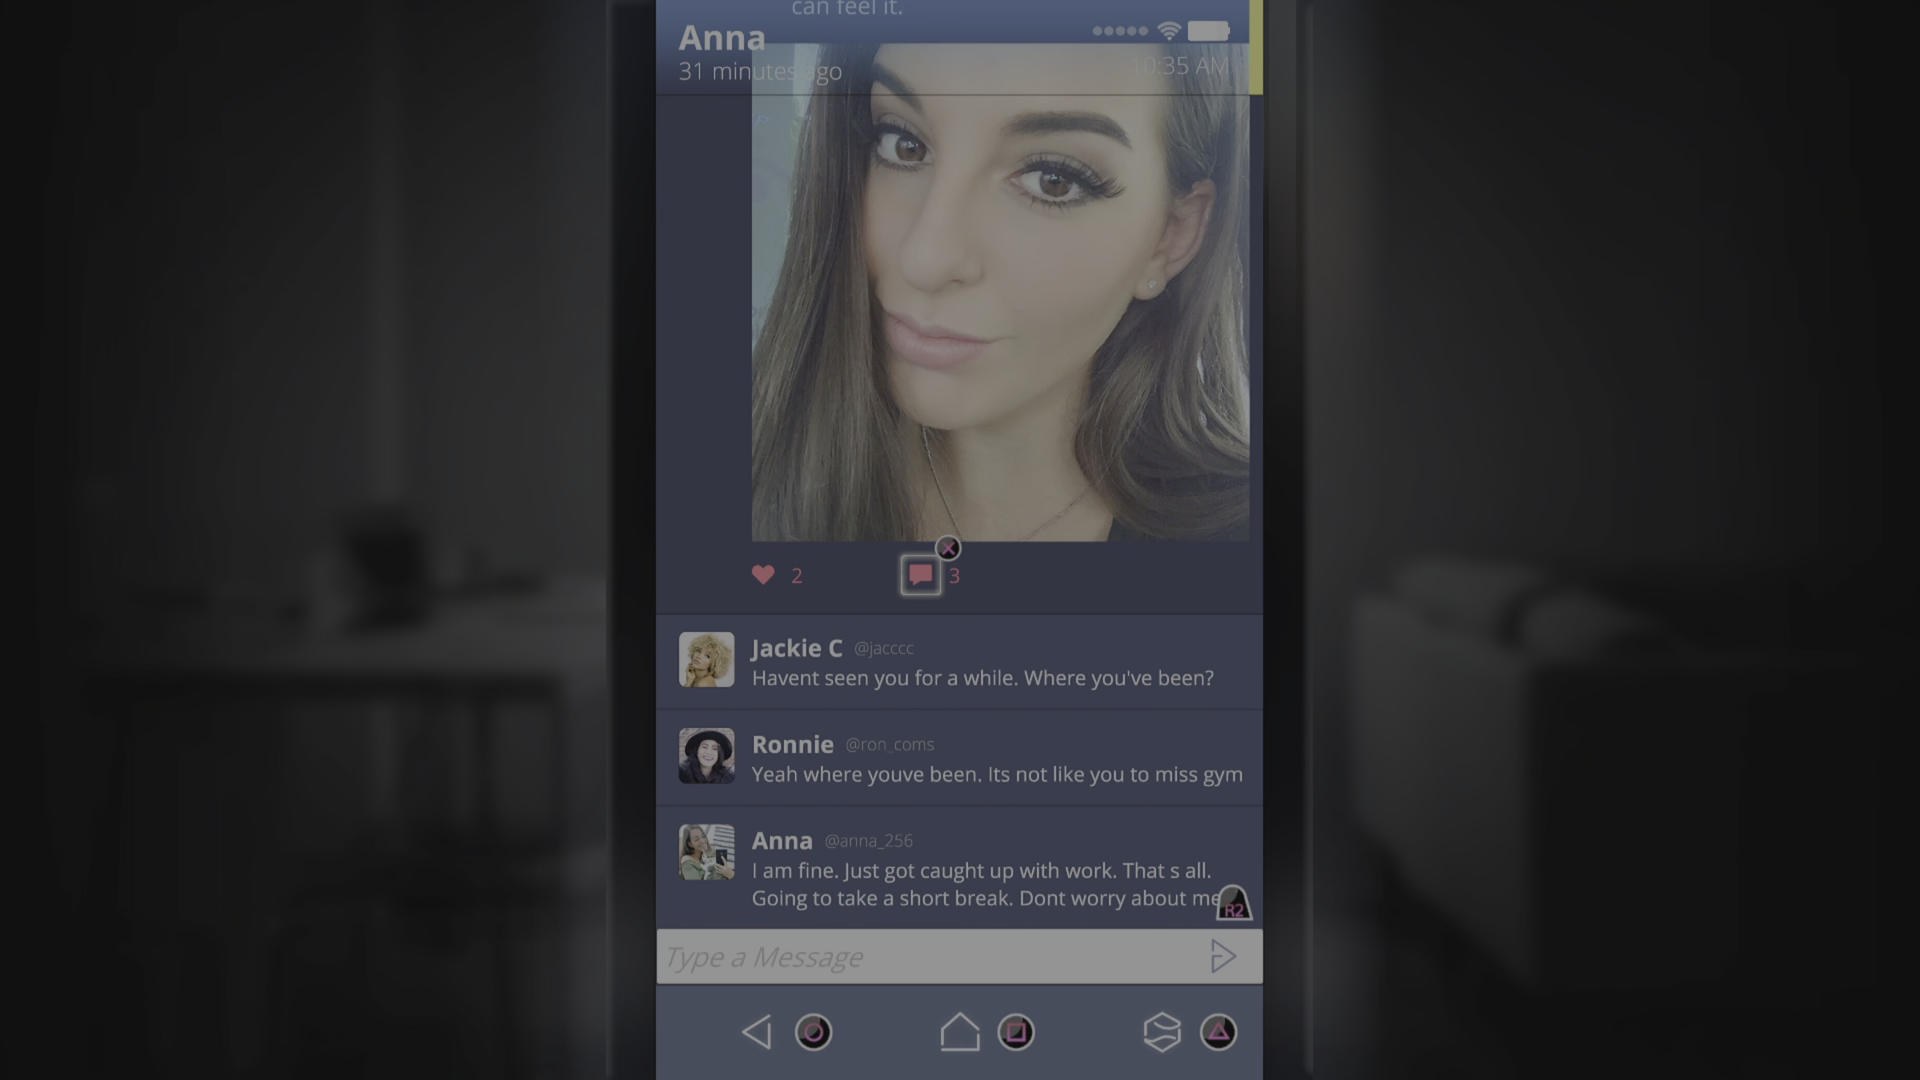 can feel it.
Anna
31 minutes ago
10:35 AM
2
3
Jackie C @jacccc
Havent seen you for a while. Where you've been?
Ronnie @ron_coms
Yeah where youve been. Its not like you to miss gym
Anna @anna_256
I am fine. Just got caught up with work. That s all.
Going to take a short break. Dont worry about me
R2
Type a Message